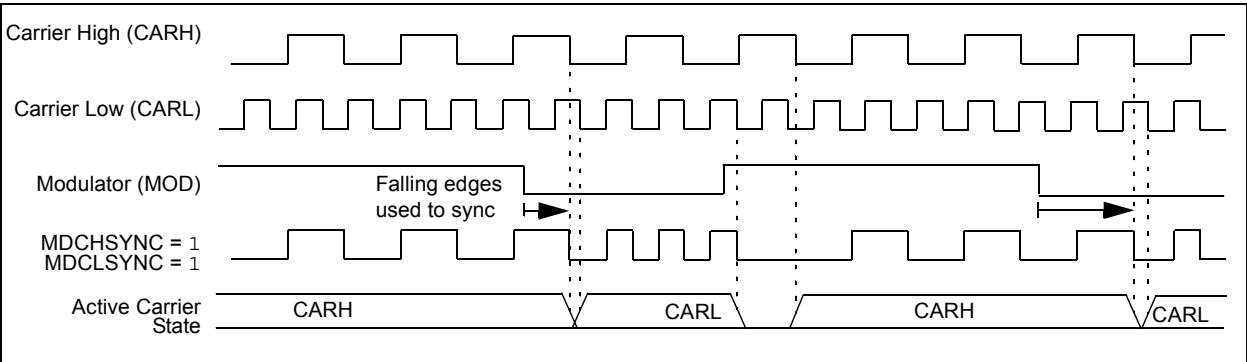 Carrier High (CARH)
Carrier Low (CARL)
Modulator (MOD)
Falling edges
used to sync
MDCHSYNC = 1
MDCLSYNC = 1
Active Carrier
State
CARH
CARL
CARH
CARL